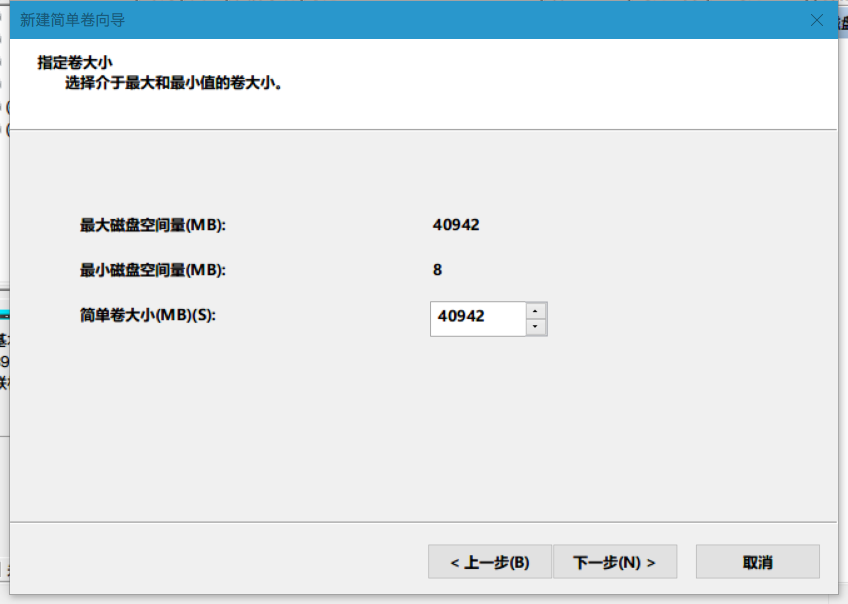 新建简单卷向导
指定卷大小
选择介于最大和最小值的卷大小。
最大磁盘空间量(MB): 40942
最小磁盘空间量(MB): 8
简单卷大小(MB)(S): 40942
< 上一步(B) 下一步(N) > 取消